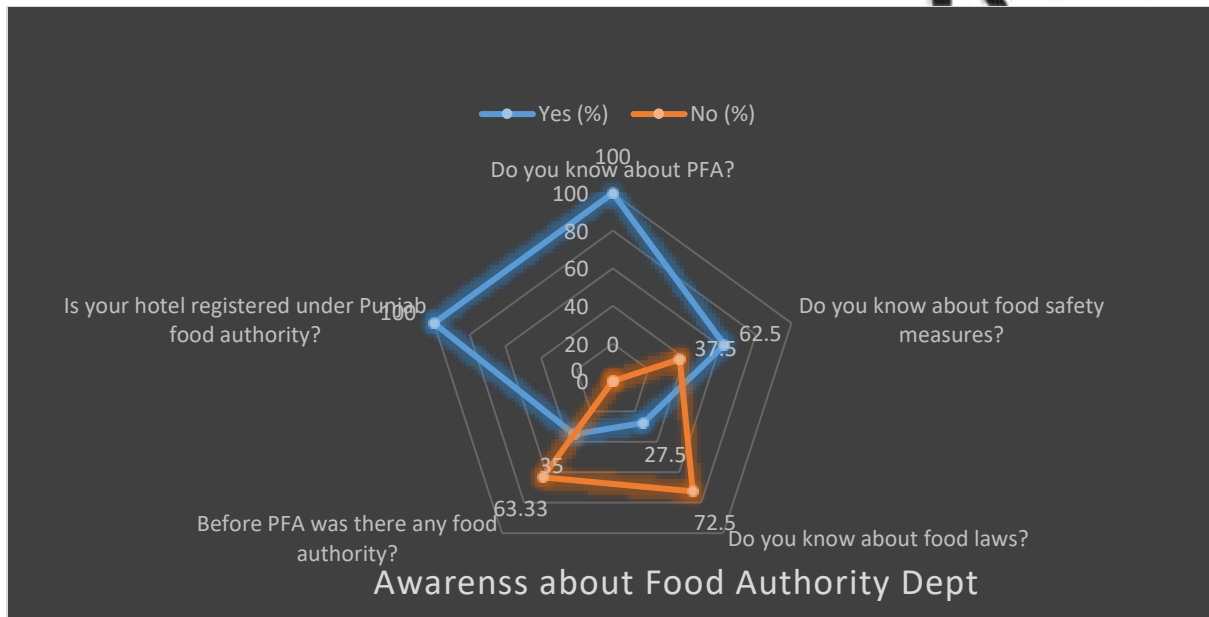 Yes (%) No (%)
100
Do you know about PFA?
100
80
60
40
20
0
0
0
Is your hotel registered under Punjab
food authority?
100
Do you know about food safety
measures?
62.5
37.5
27.5
35
63.33
72.5
Before PFA was there any food
authority?
Do you know about food laws?
Awarenss about Food Authority Dept